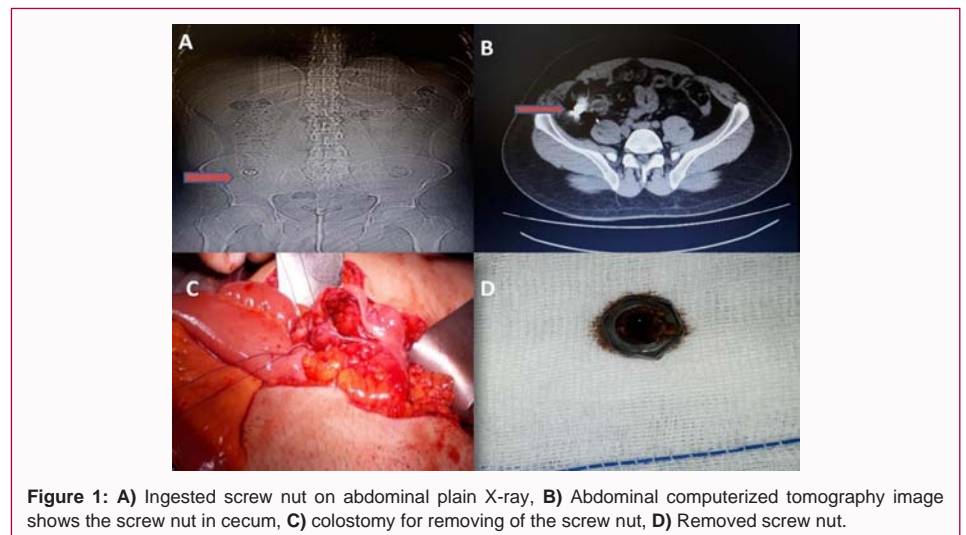 A
B
C
D
Figure 1: A) Ingested screw nut on abdominal plain X-ray, B) Abdominal computerized tomography image
shows the screw nut in cecum, C) colostomy for removing of the screw nut, D) Removed screw nut.